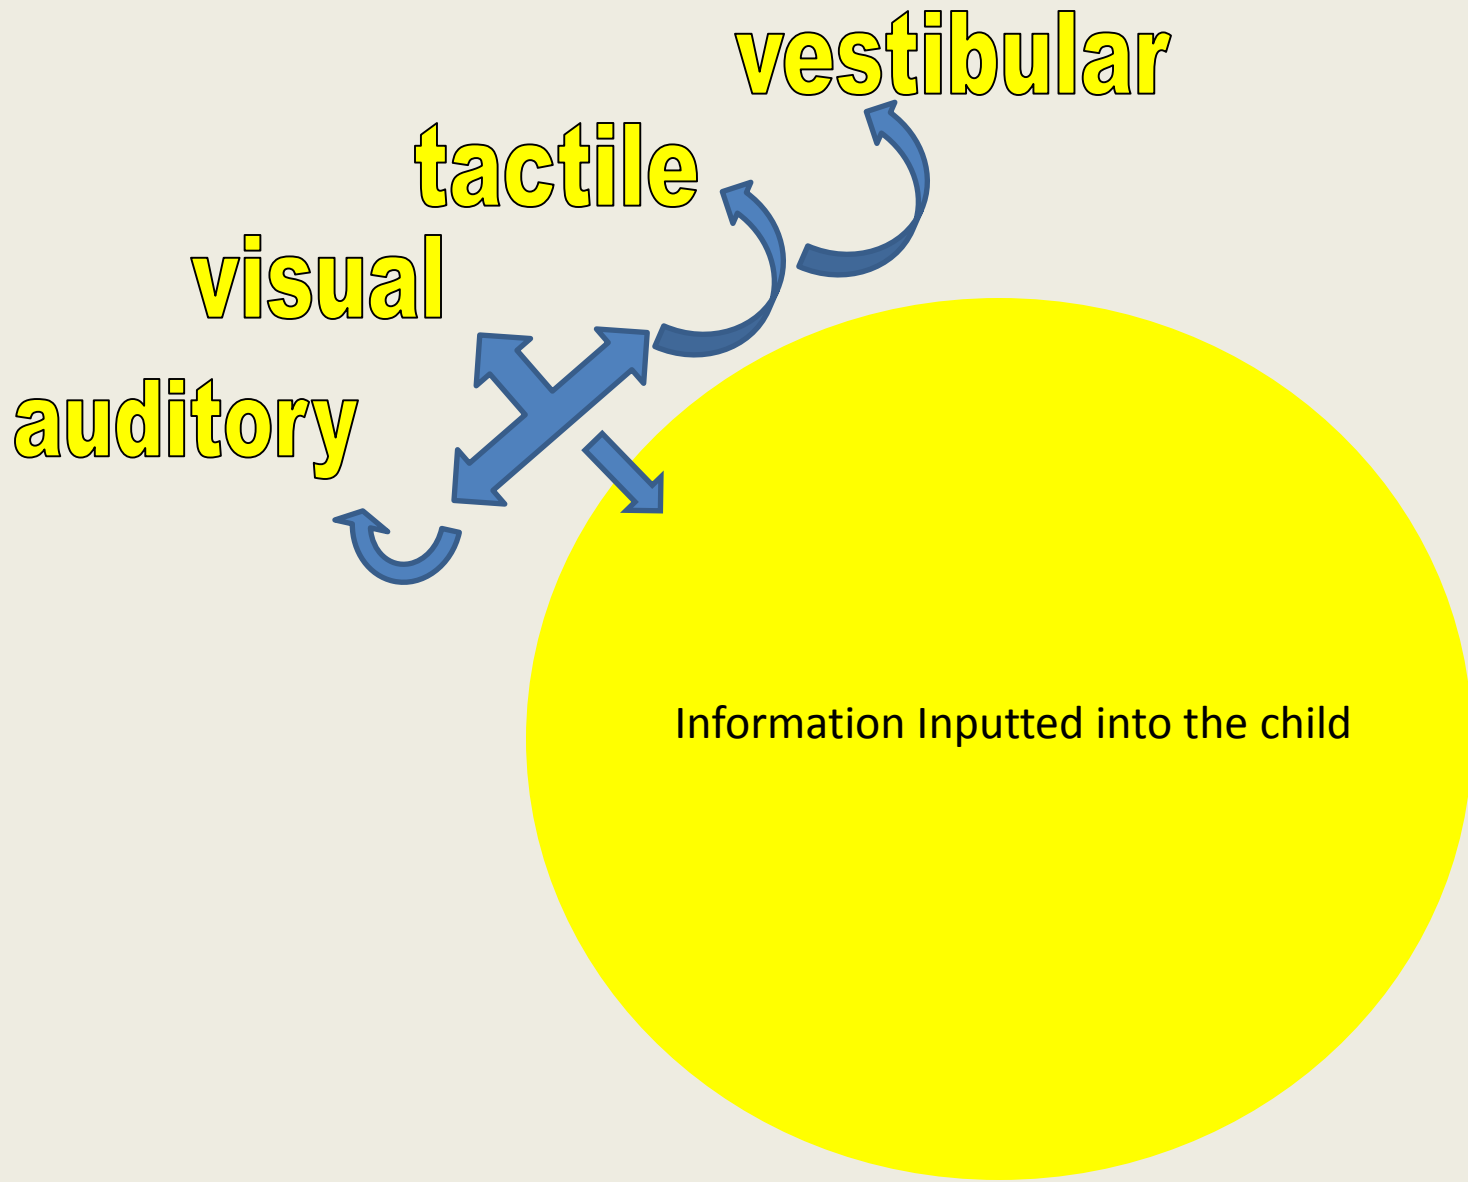 vestibular
tactile
visual
auditory
Information Inputted into the child